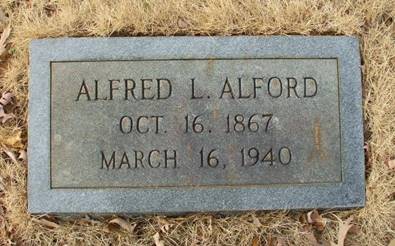 ALFRED L. ALFORD
OCT. 16, 1867
MARCH 16, 1940